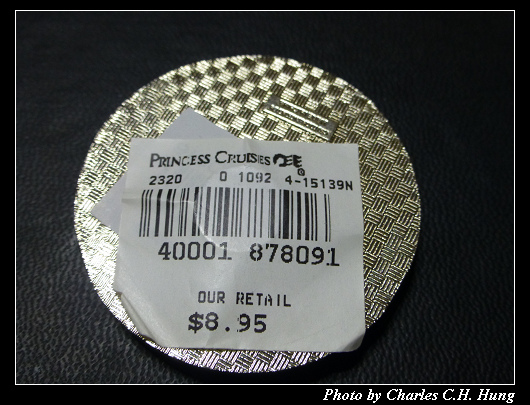 PRINCESS CRUISES
2320 0 1092 4-15139N
40001 878091
OUR RETAIL
$8.95
Photo by Charles C.H. Hung